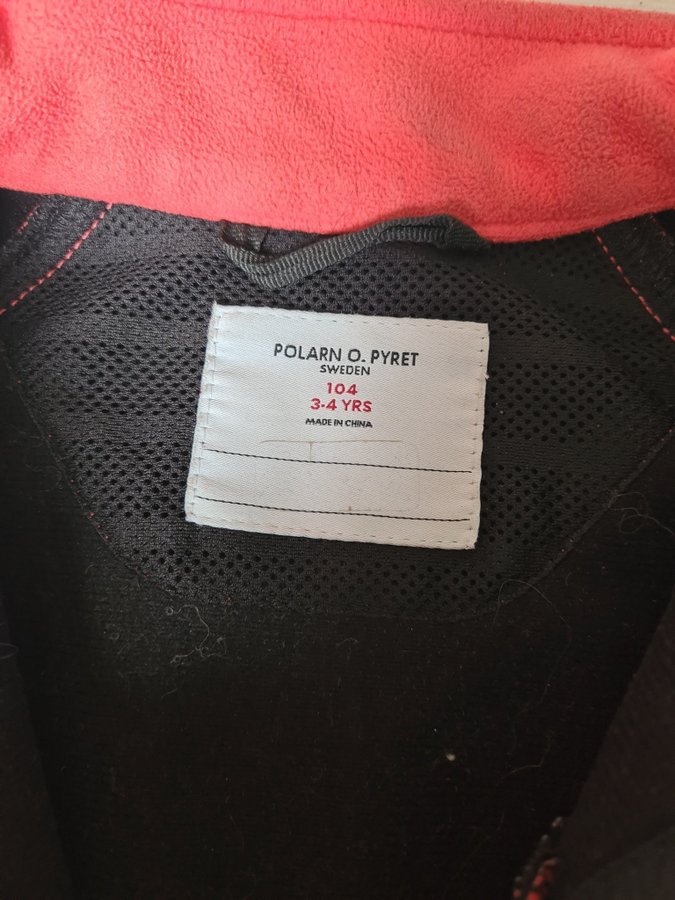 POLARN O. PYRET
SWEDEN
104
3-4 YRS
MADE IN CHINA